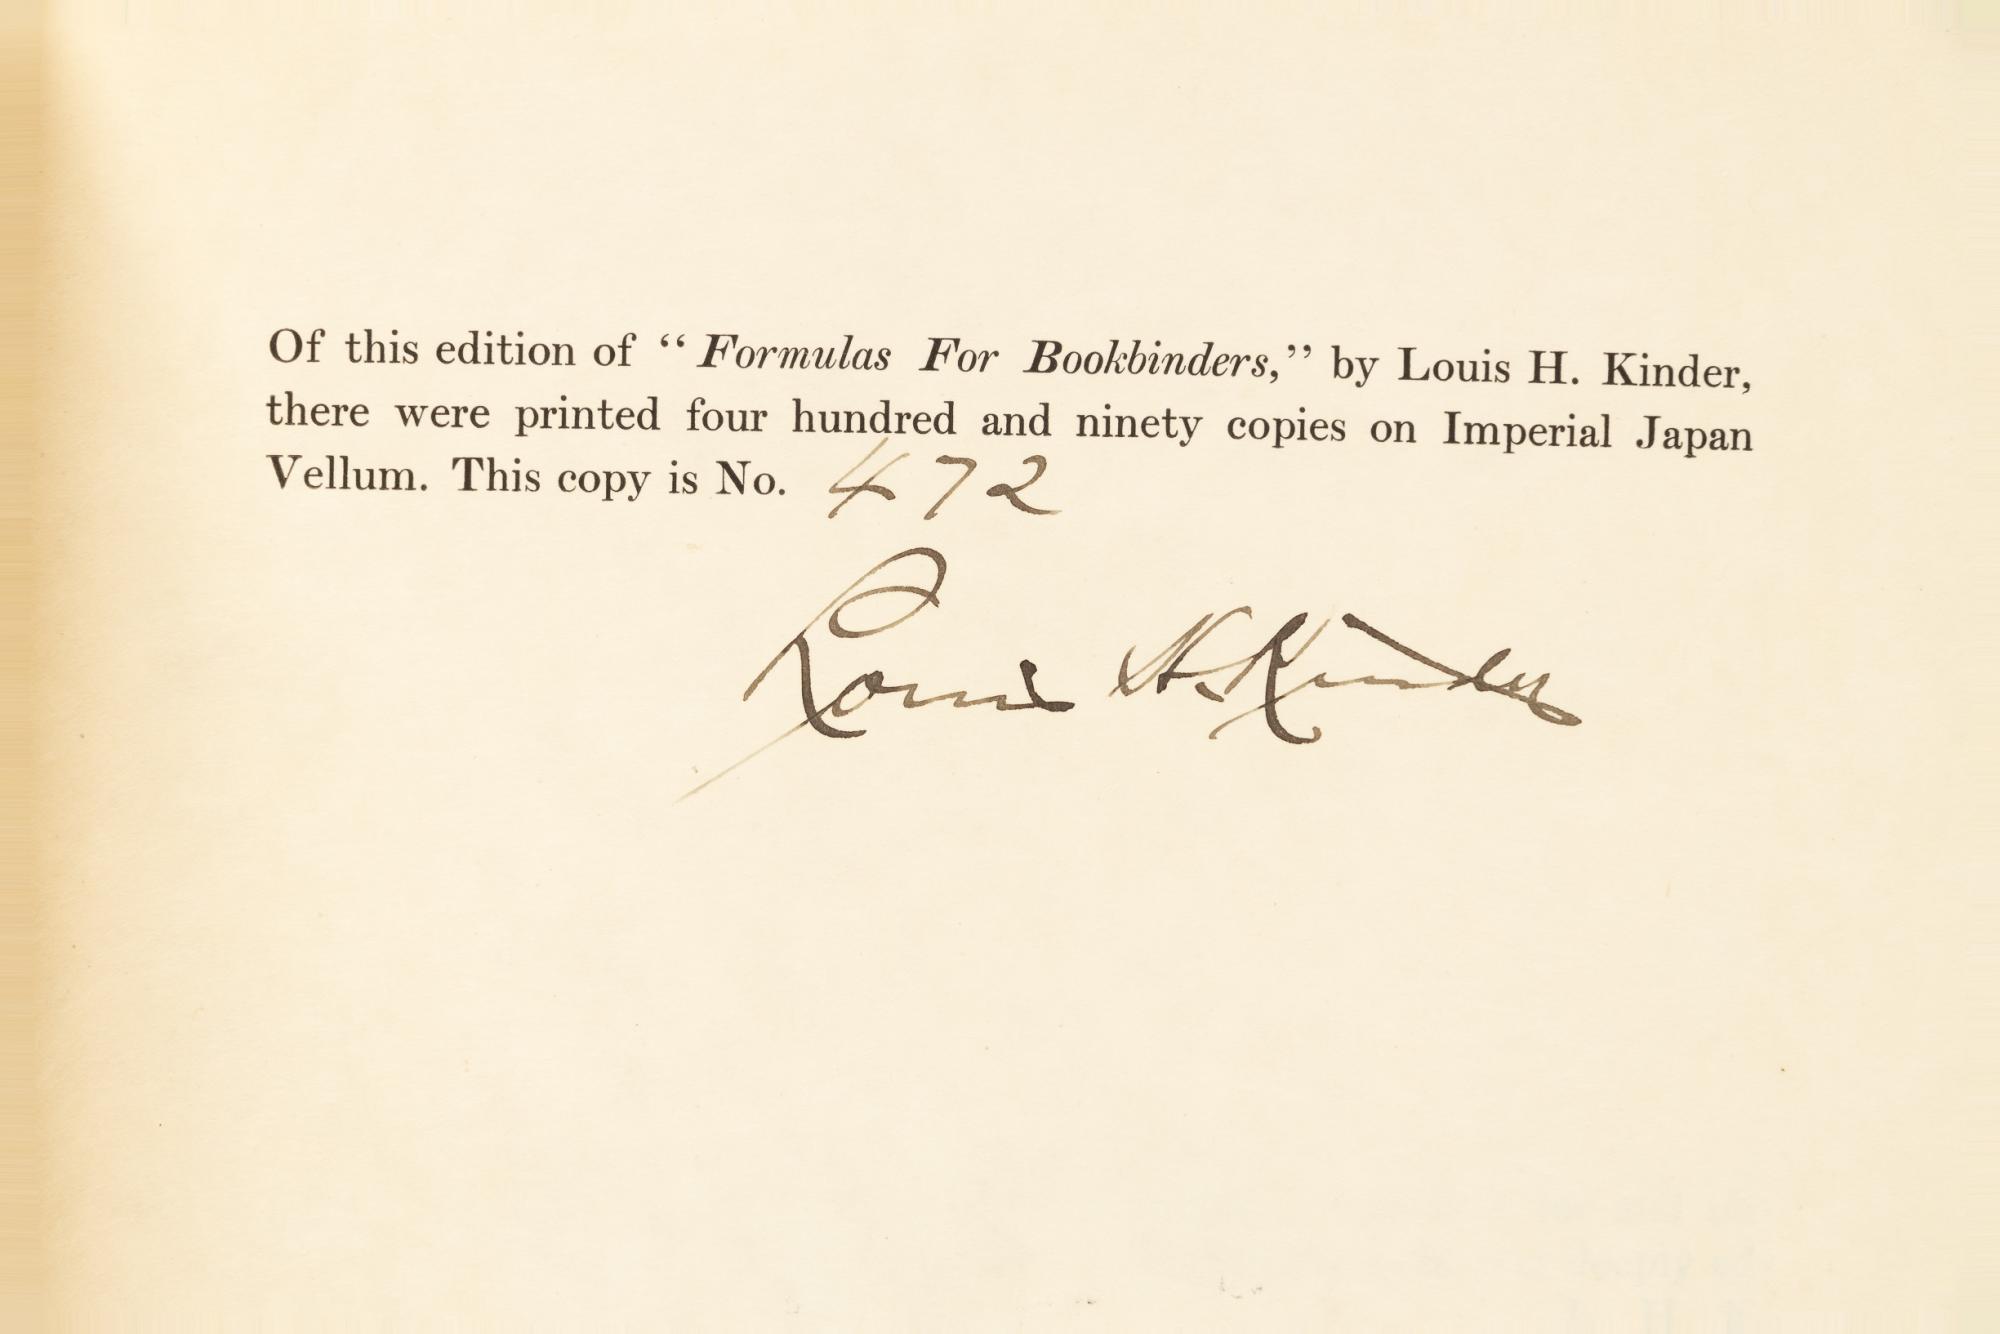 Of this edition of “Formulas For Bookbinders,” by Louis H. Kinder,
there were printed four hundred and ninety copies on Imperial Japan
Vellum. This copy is No. 472
Louis H. Kinder